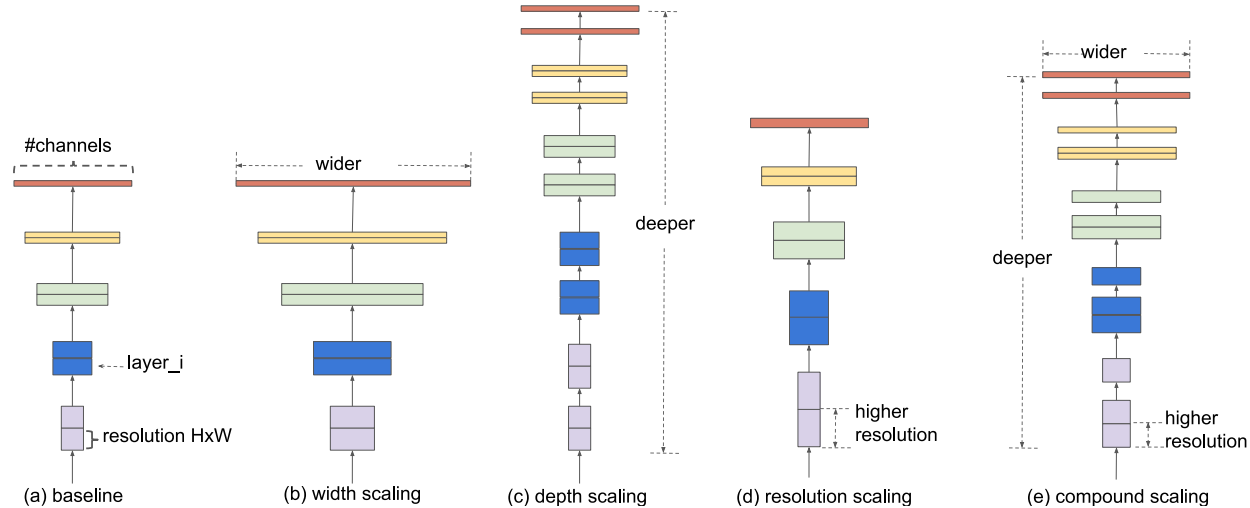 #channels
layer_i
resolution HxW
(a) baseline
wider
(b) width scaling
deeper
(c) depth scaling
higher
resolution
(d) resolution scaling
wider
deeper
higher
resolution
(e) compound scaling